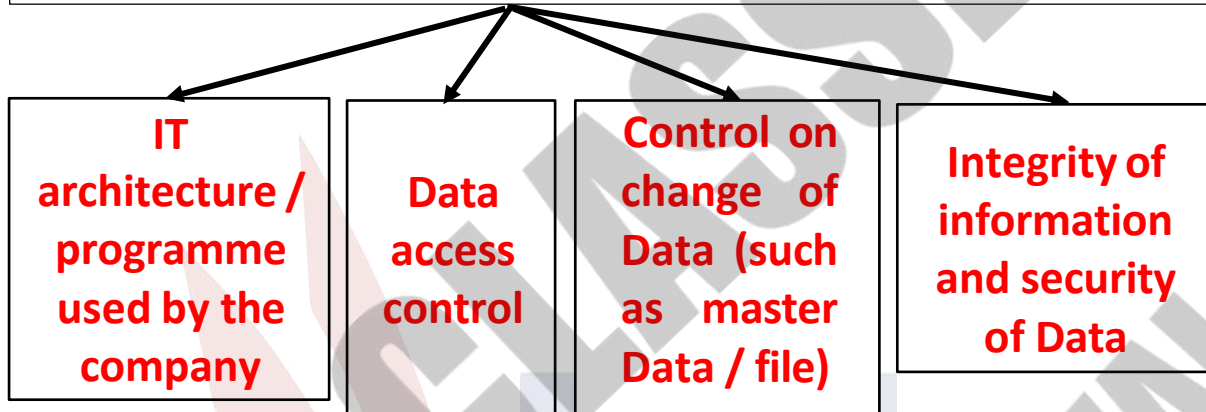 IT
architecture /
programme
used by the
company
Data
access
control
Control on
change of
Data (such
as master
Data / file)
Integrity of
information
and security
of Data